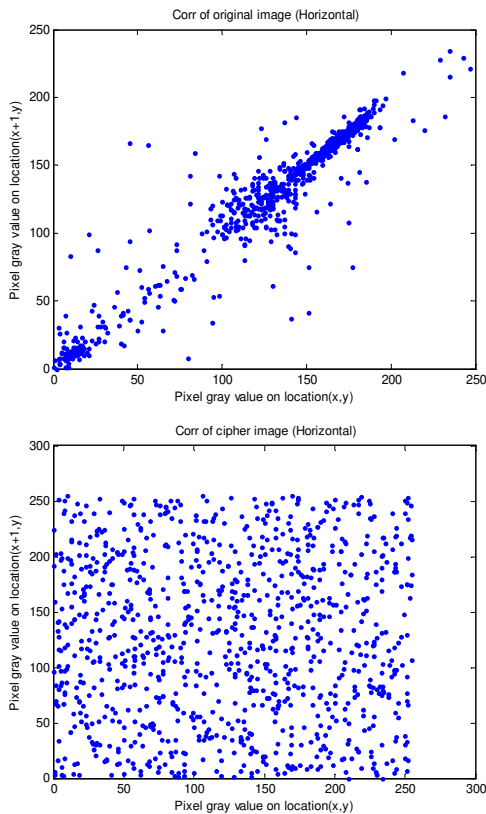 Corr of original image (Horizontal)
250
200
150
100
50
0
0 50 100 150 200 250
Pixel gray value on location(x+1,y)
Pixel gray value on location(x,y)
Corr of cipher image (Horizontal)
300
250
200
150
100
50
0
0 50 100 150 200 250 300
Pixel gray value on location(x+1,y)
Pixel gray value on location(x,y)